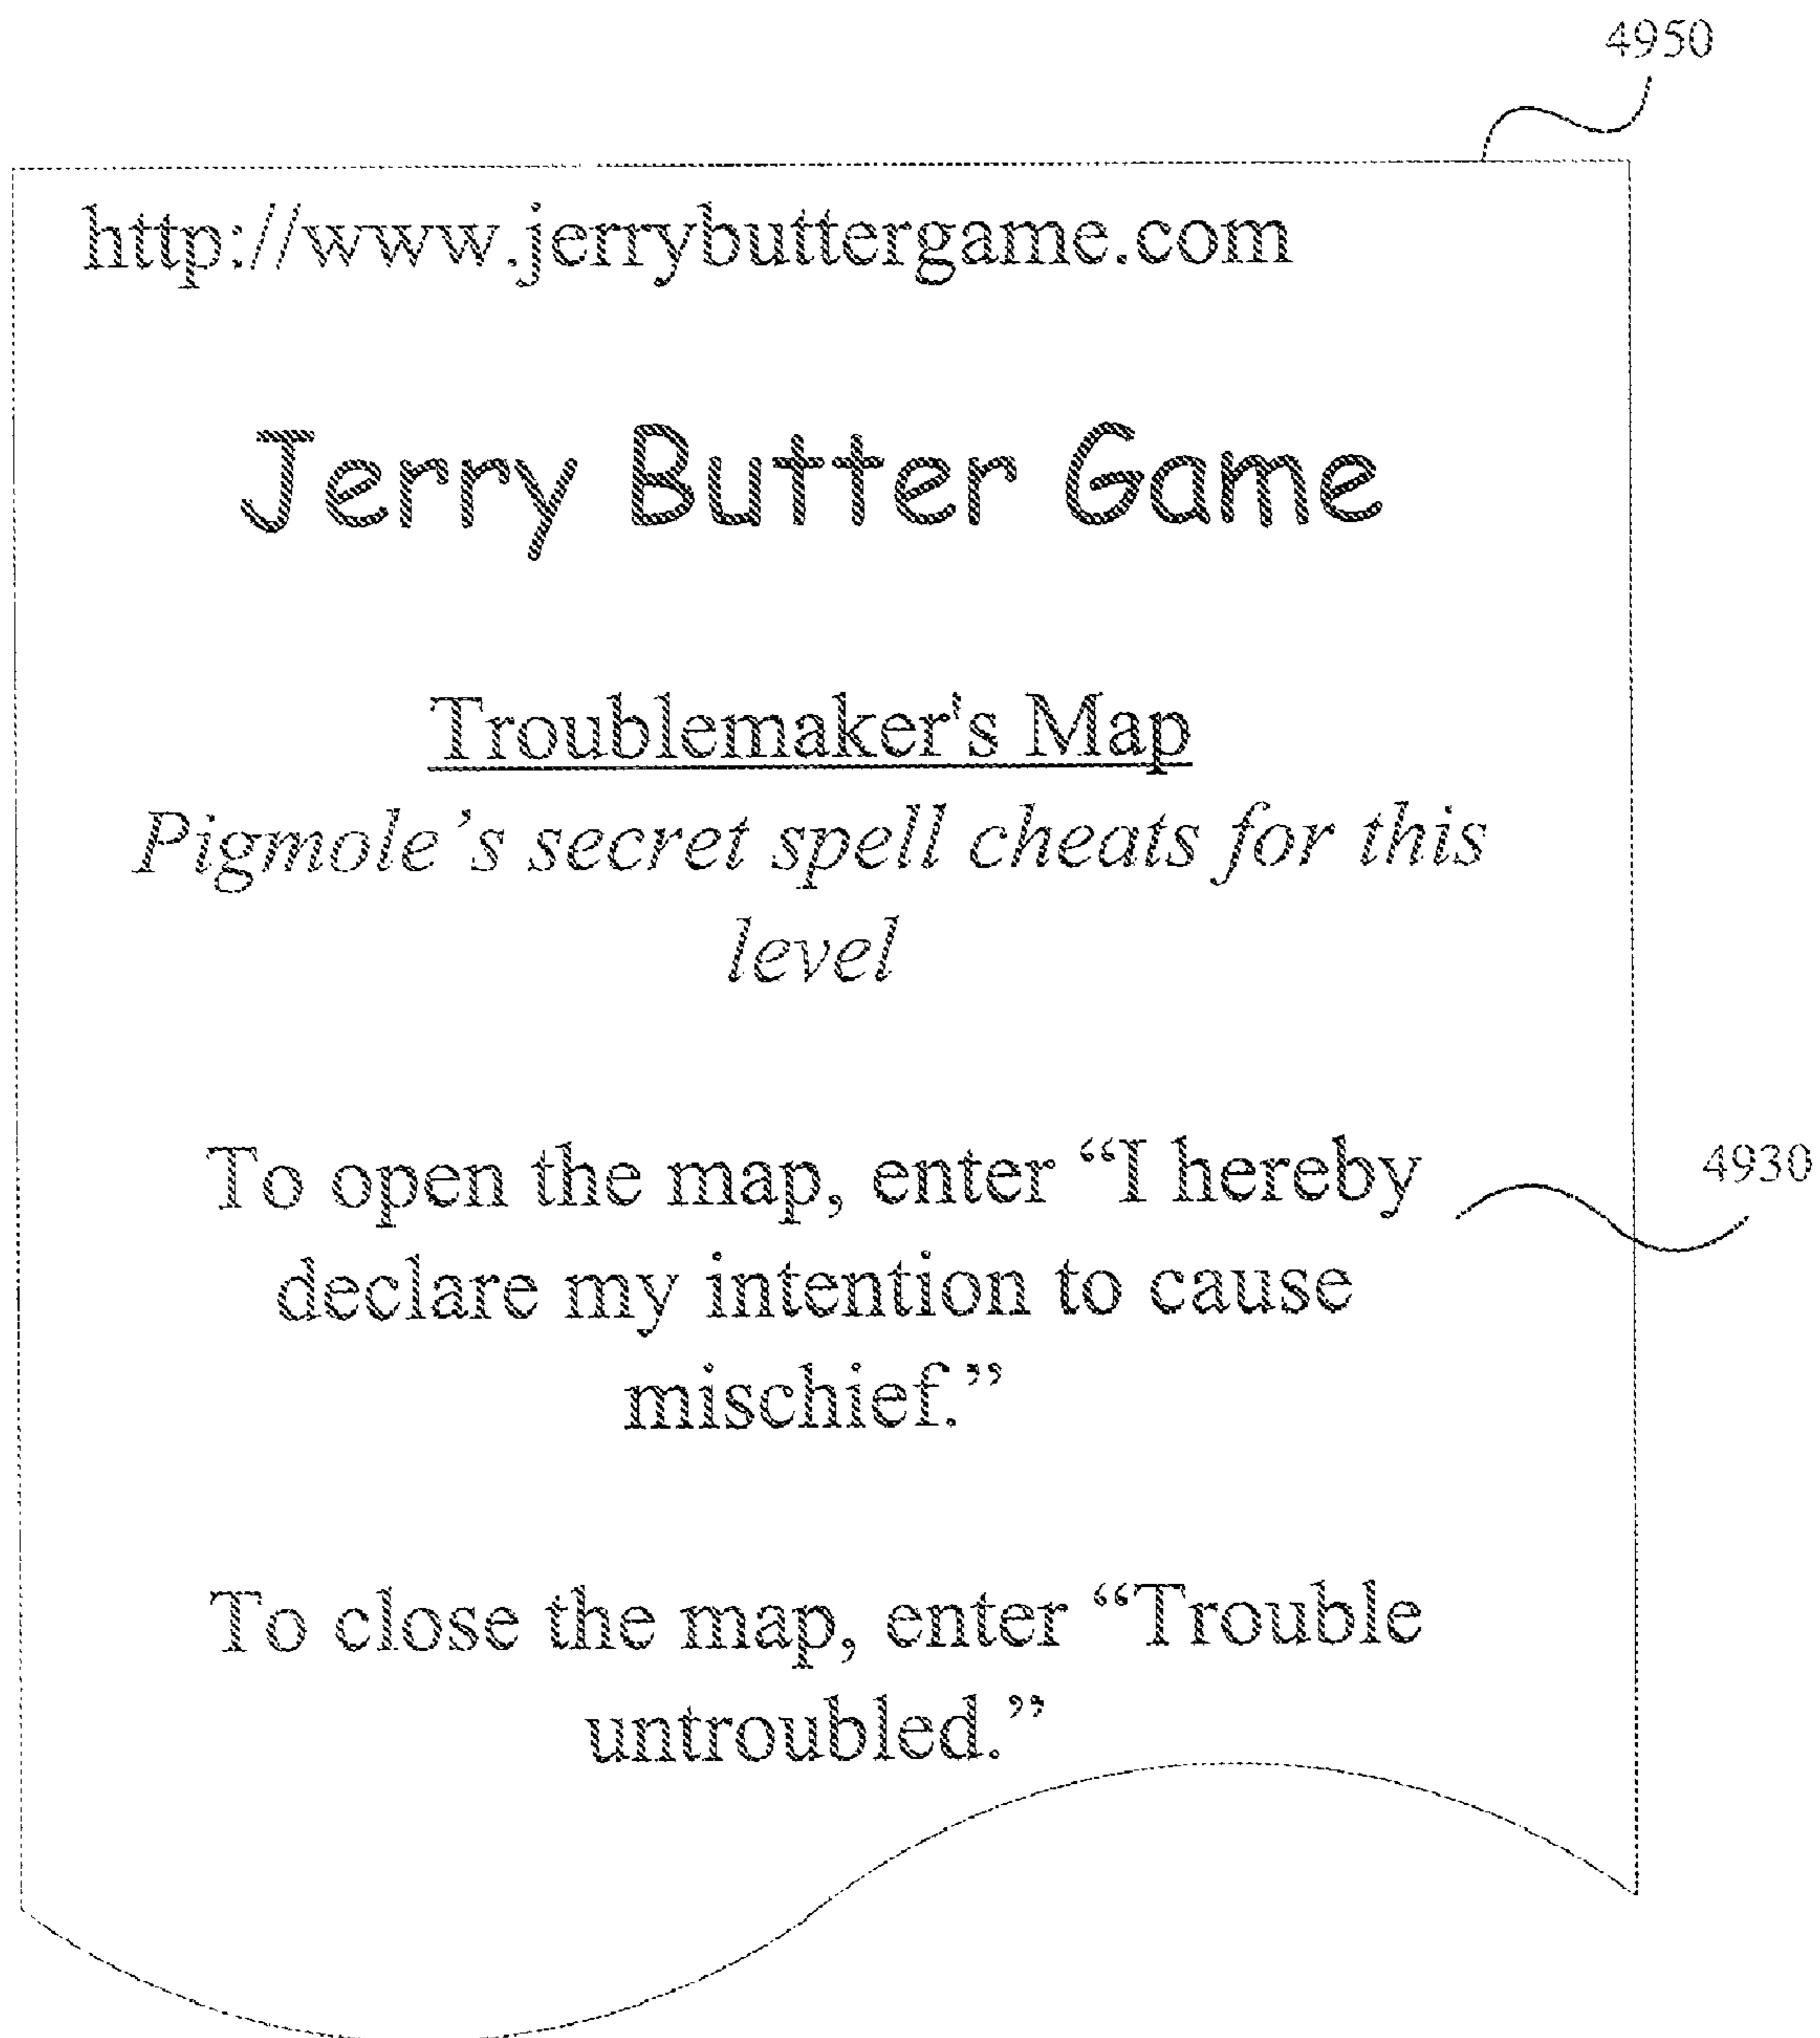 4950
http://www.jerrybuttergame.com
Jerry Butter Game
Troublemaker's Map
Pigmole’s secret spell cheats for this
level
To open the map, enter “I hereby
4930
declare my intention to cause
mischief.”
To close the map, enter “Trouble
untroubled.”